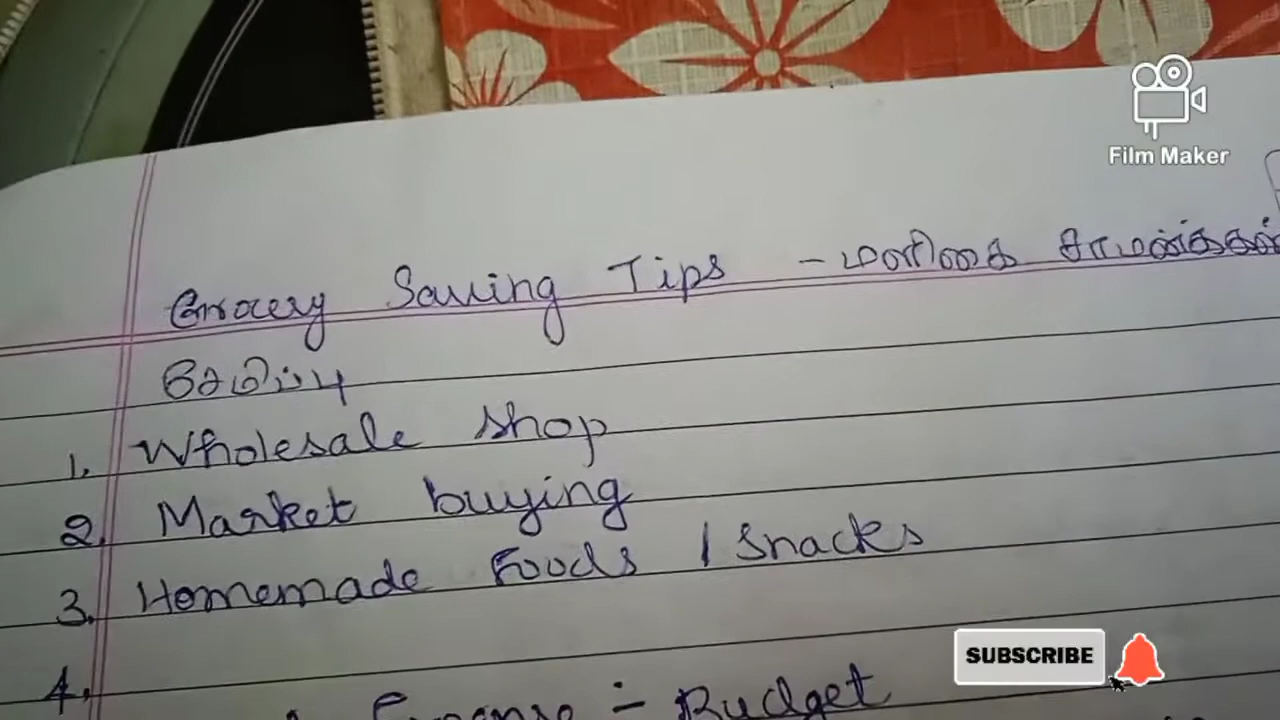 Film Maker
Grocery Saving Tips - மளிகை சாமான்கள்
சேமிப்பு
1. Wholesale shop
2. Market buying
3. Homemade Foods / Snacks
4.
Budget
SUBSCRIBE